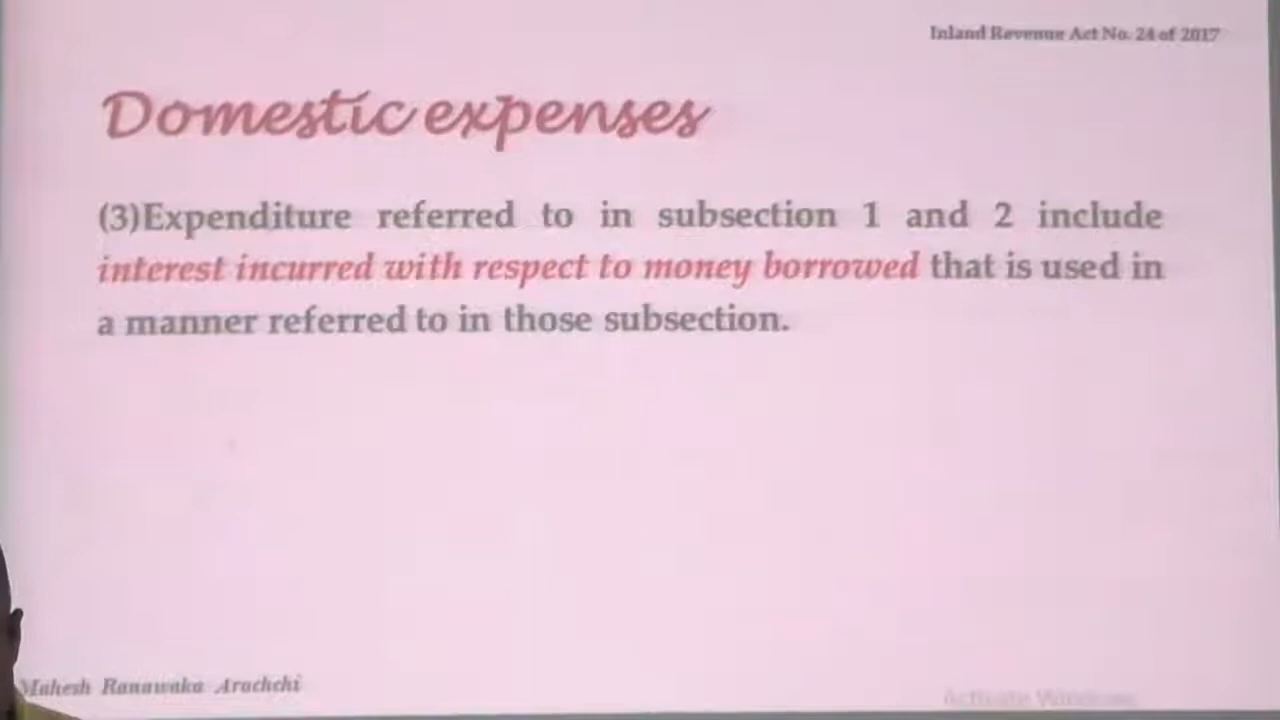 Inland Revenue Act No. 24 of 2017
Domestic expenses
(3)Expenditure referred to in subsection 1 and 2 include
interest incurred with respect to money borrowed that is used in
a manner referred to in those subsection.
Mahesh Ranawaka Arachchi
Activate Windows